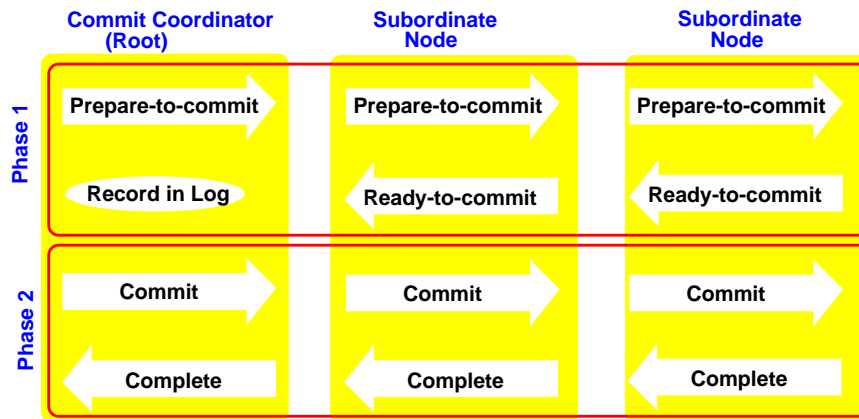 Commit Coordinator
(Root)
Subordinate
Node
Subordinate
Node
Phase 1
Prepare-to-commit
Prepare-to-commit
Prepare-to-commit
Record in Log
Ready-to-commit
Ready-to-commit
Phase 2
Commit
Commit
Commit
Complete
Complete
Complete